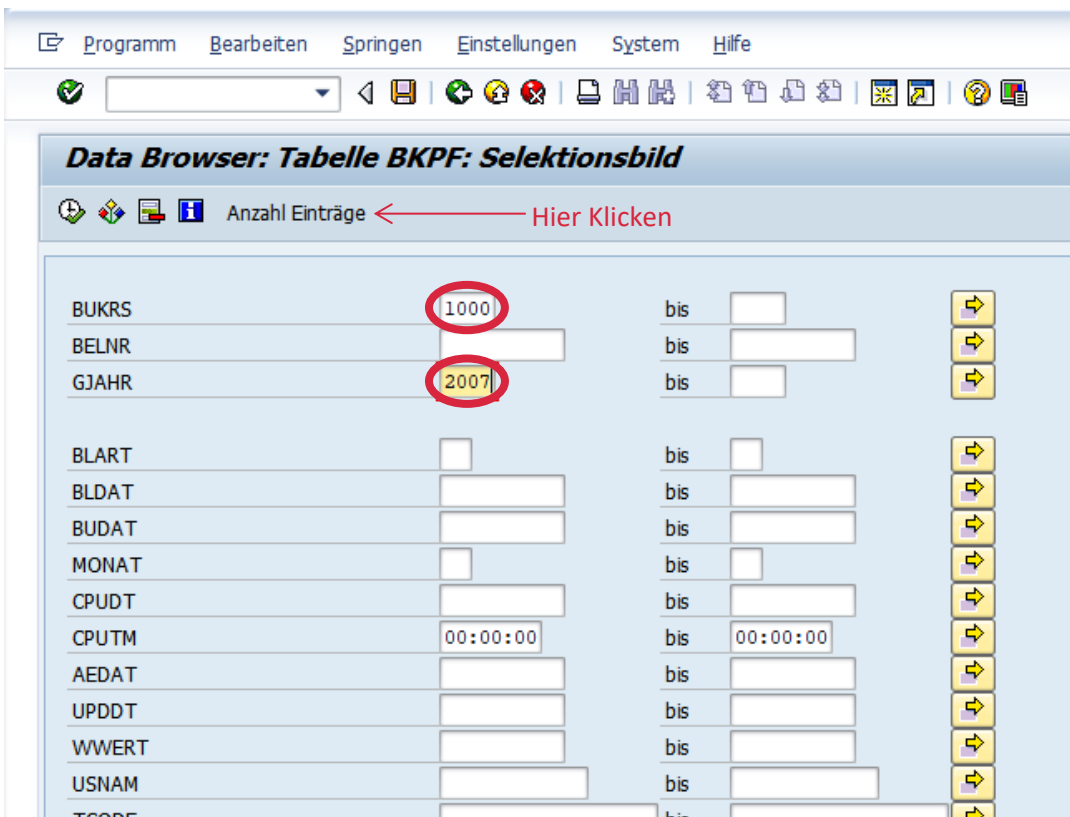 Programm Bearbeiten Springen Einstellungen System Hilfe
Data Browser: Tabelle BKPF: Selektionsbild
Anzahl Einträge Hier Klicken
BUKRS 1000 bis
BELNR bis
GJAHR 2007 bis
BLART bis
BLDAT bis
BUDAT bis
MONAT bis
CPUDT bis
CPUTM 00:00:00 bis 00:00:00
AEDAT bis
UPDDT bis
WWERT bis
USNAM bis
TCODE bis